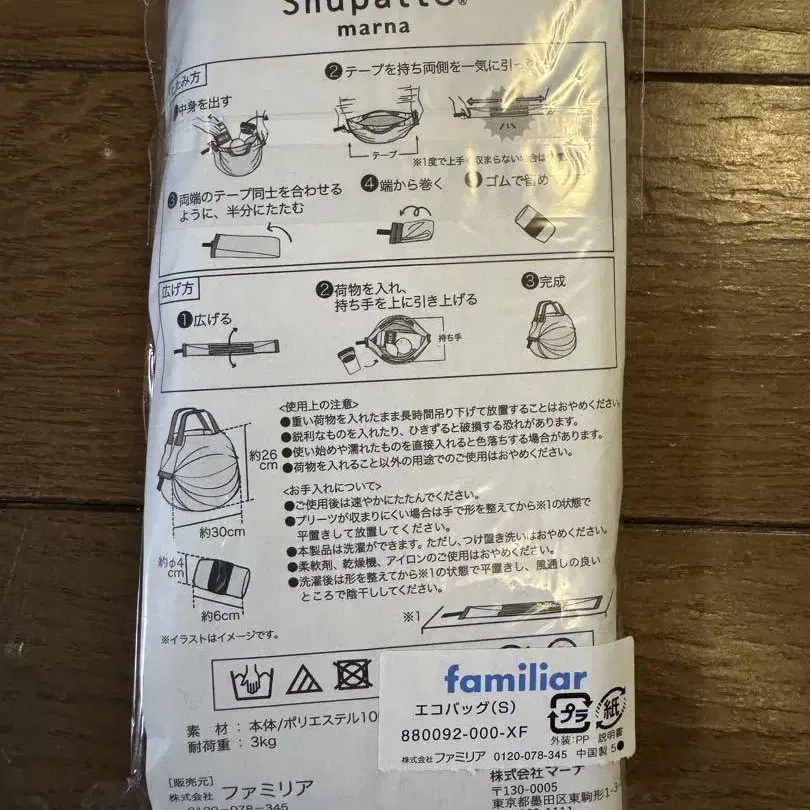 Shupatto®
marna
たたみ方
中身を出す
❷テープを持ち両側を一気に引っ
テープ
※1度で上手く収まらない場合は
❸両端のテープ同士を合わせる
ように、半分にたたむ
❹端から巻く
ゴムで留め
広げ方
❶広げる
❷荷物を入れ、
持ち手を上に引き上げる
持ち手
❸完成
<使用上の注意>
●重い荷物を入れたまま長時間吊り下げて放置することはおやめください。
●鋭利なものを入れたり、ひきずると破損する恐れがあります。
●使い始めや濡れたものを直接入れると色落ちする場合があります。
●荷物を入れること以外の用途でのご使用はおやめください。
約26
cm
約30cm
<お手入れについて>
●ご使用後は速やかにたたんでください。
●プリーツが収まりにくい場合は手で形を整えてから※1の状態で
平置きして放置してください。
●本製品は洗濯ができます。ただし、つけ置き洗いはおやめください。
●柔軟剤、乾燥機、アイロンのご使用はおやめください。
●洗濯後は形を整えてから※1の状態で平置きし、風通しの良い
ところで陰干ししてください。
約φ4
cm
約6cm
※1
※イラストはイメージです。
familiar
エコバッグ(S)
880092-000-XF
プラ
紙
外装:PP 説明書
株式会社 ファミリア 0120-078-345 中国製 5●
素 材 : 本体/ポリエステル10
耐荷重 : 3kg
[販売元]
株式会社 ファミリア
0120-078-345
株式会社マーナ
〒130-0005
東京都墨田区東駒形1-3-